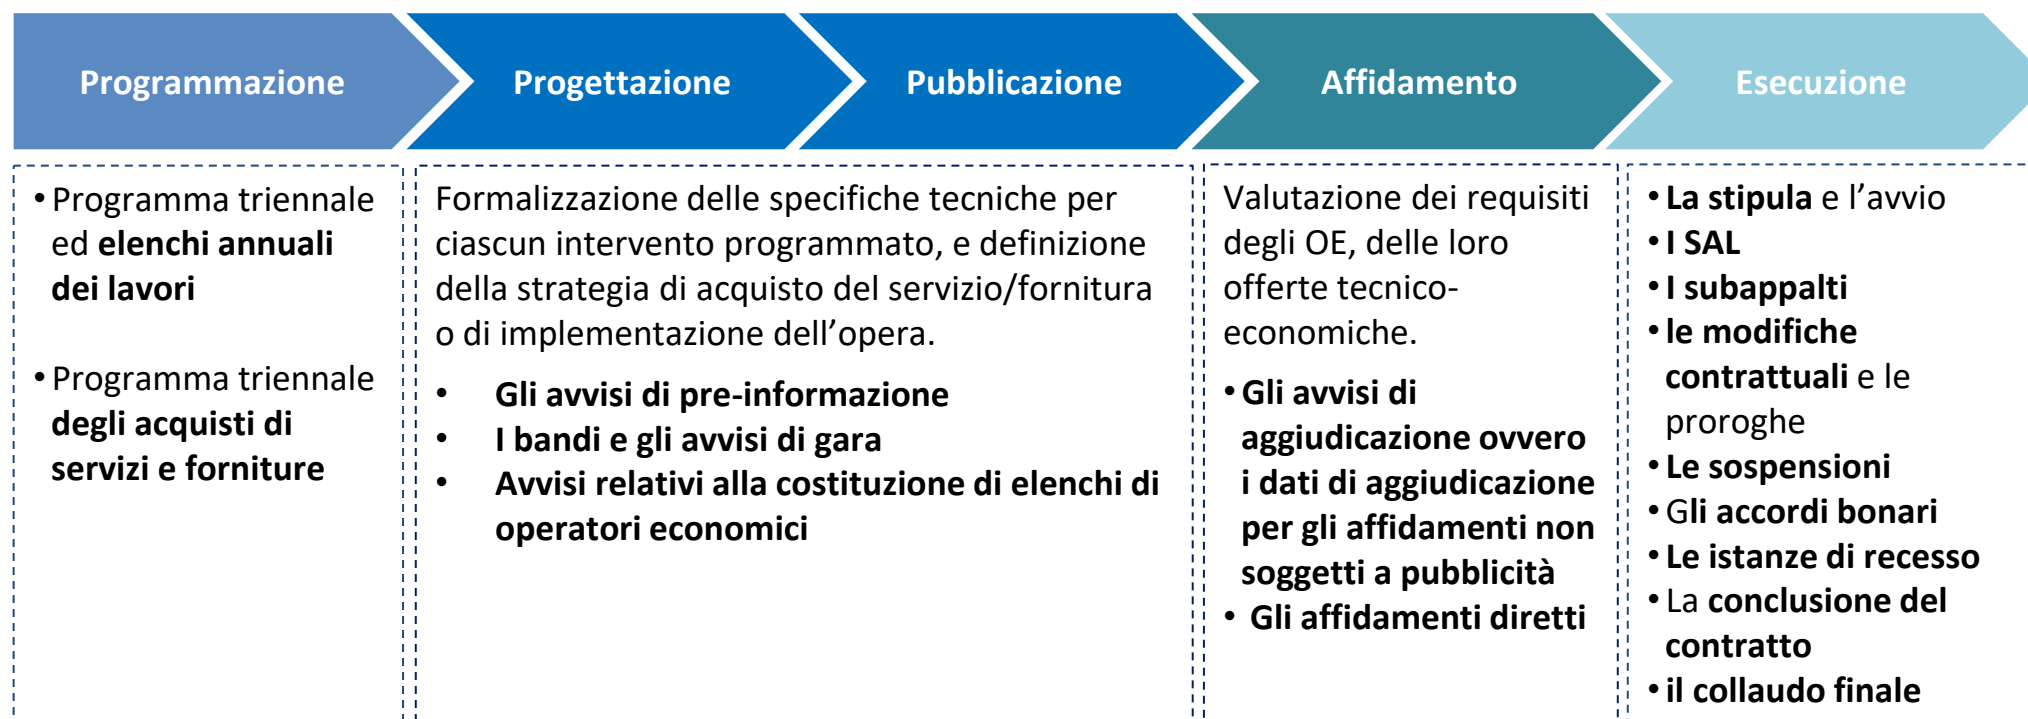 Programmazione
Progettazione
Pubblicazione
Affidamento
Esecuzione
• Programma triennale
ed elenchi annuali
dei lavori
• Programma triennale
degli acquisti di
servizi e forniture
Formalizzazione delle specifiche tecniche per
ciascun intervento programmato, e definizione
della strategia di acquisto del servizio/fornitura
o di implementazione dell’opera.
• Gli avvisi di pre-informazione
• I bandi e gli avvisi di gara
• Avvisi relativi alla costituzione di elenchi di
operatori economici
Valutazione dei requisiti
degli OE, delle loro
offerte tecnico-
economiche.
• Gli avvisi di
aggiudicazione ovvero
i dati di aggiudicazione
per gli affidamenti non
soggetti a pubblicità
• Gli affidamenti diretti
• La stipula e l’avvio
• I SAL
• I subappalti
• le modifiche
contrattuali e le
proroghe
• Le sospensioni
• Gli accordi bonari
• Le istanze di recesso
• La conclusione del
contratto
• il collaudo finale